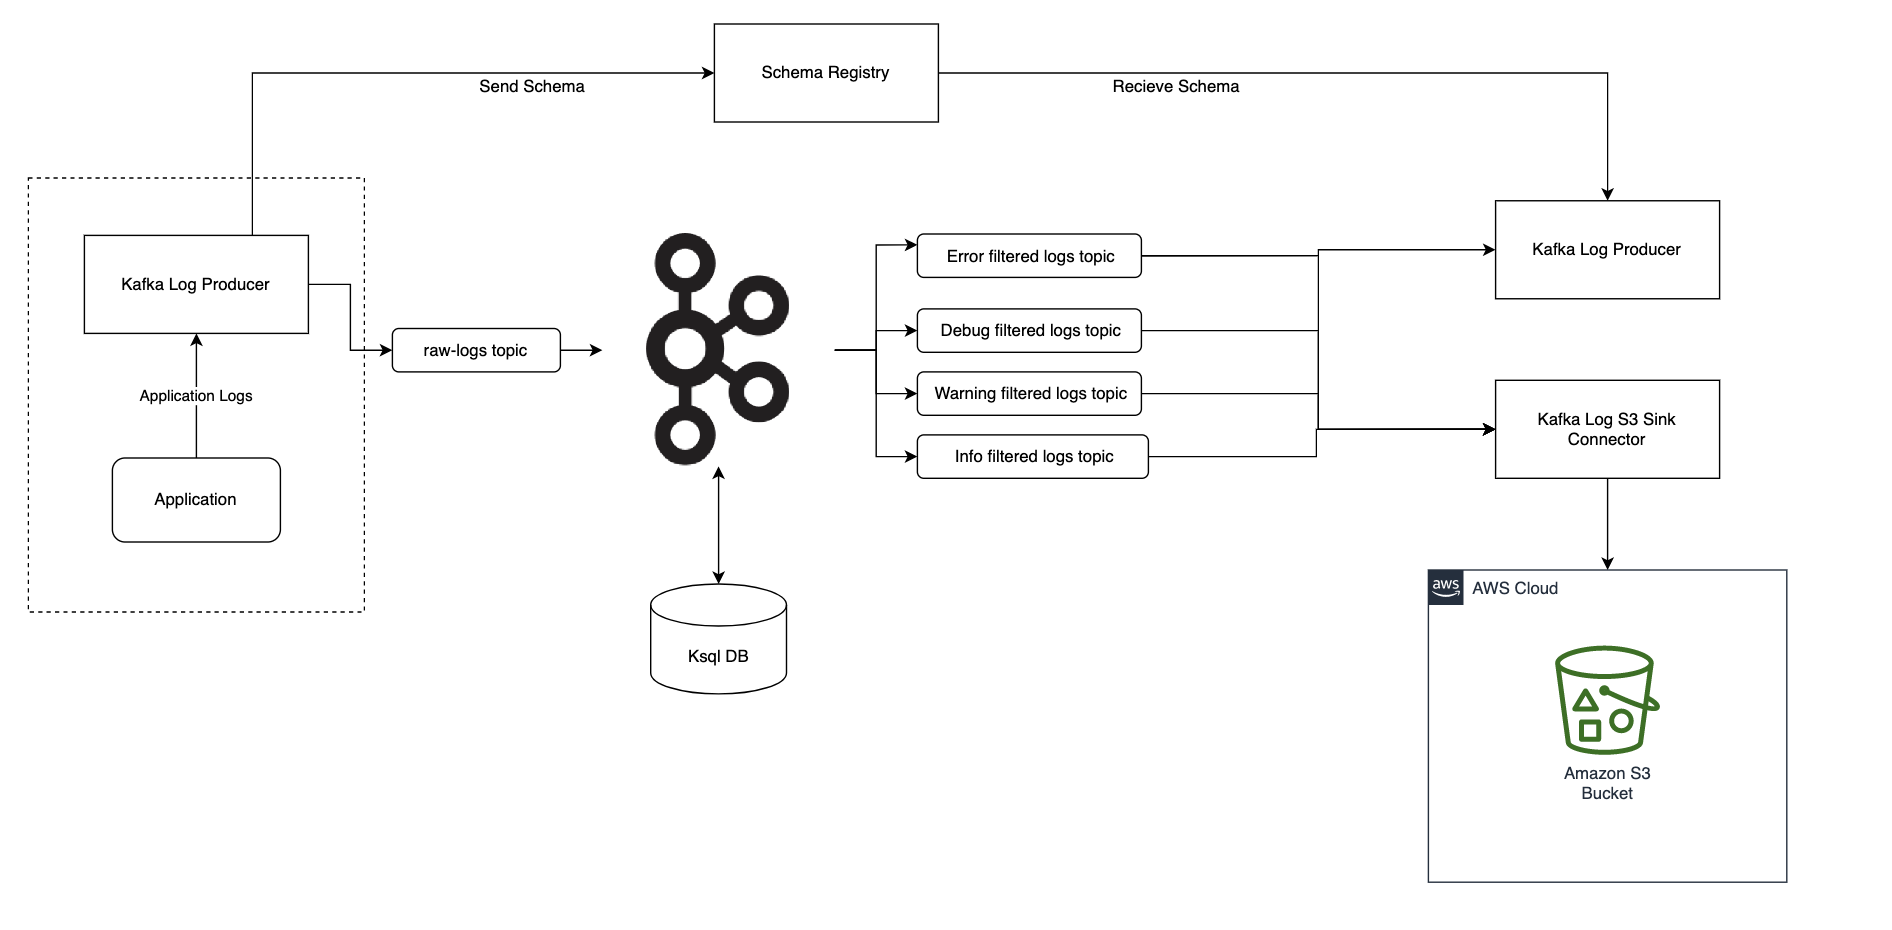 Schema Registry
Send Schema
Recieve Schema
Kafka Log Producer
Application Logs
Application
raw-logs topic
Ksql DB
Error filtered logs topic
Debug filtered logs topic
Warning filtered logs topic
Info filtered logs topic
Kafka Log Producer
Kafka Log S3 Sink
Connector
aws
AWS Cloud
Amazon S3
Bucket